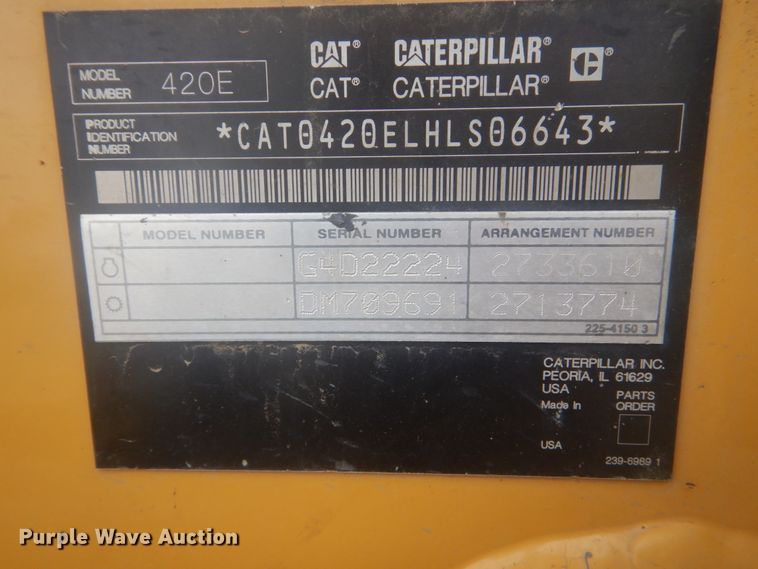 CAT® CATERPILLAR®
CAT® CATERPILLAR®
MODEL NUMBER 420E
PRODUCT IDENTIFICATION NUMBER *CAT0420ELHLS06643*
MODEL NUMBER SERIAL NUMBER ARRANGEMENT NUMBER
G4D22224 2733610
DM709691 2713774
225-4150 3
CATERPILLAR INC.
PEORIA, IL 61629
USA
Made In
PARTS ORDER
USA
239-6989 1
Purple Wave Auction